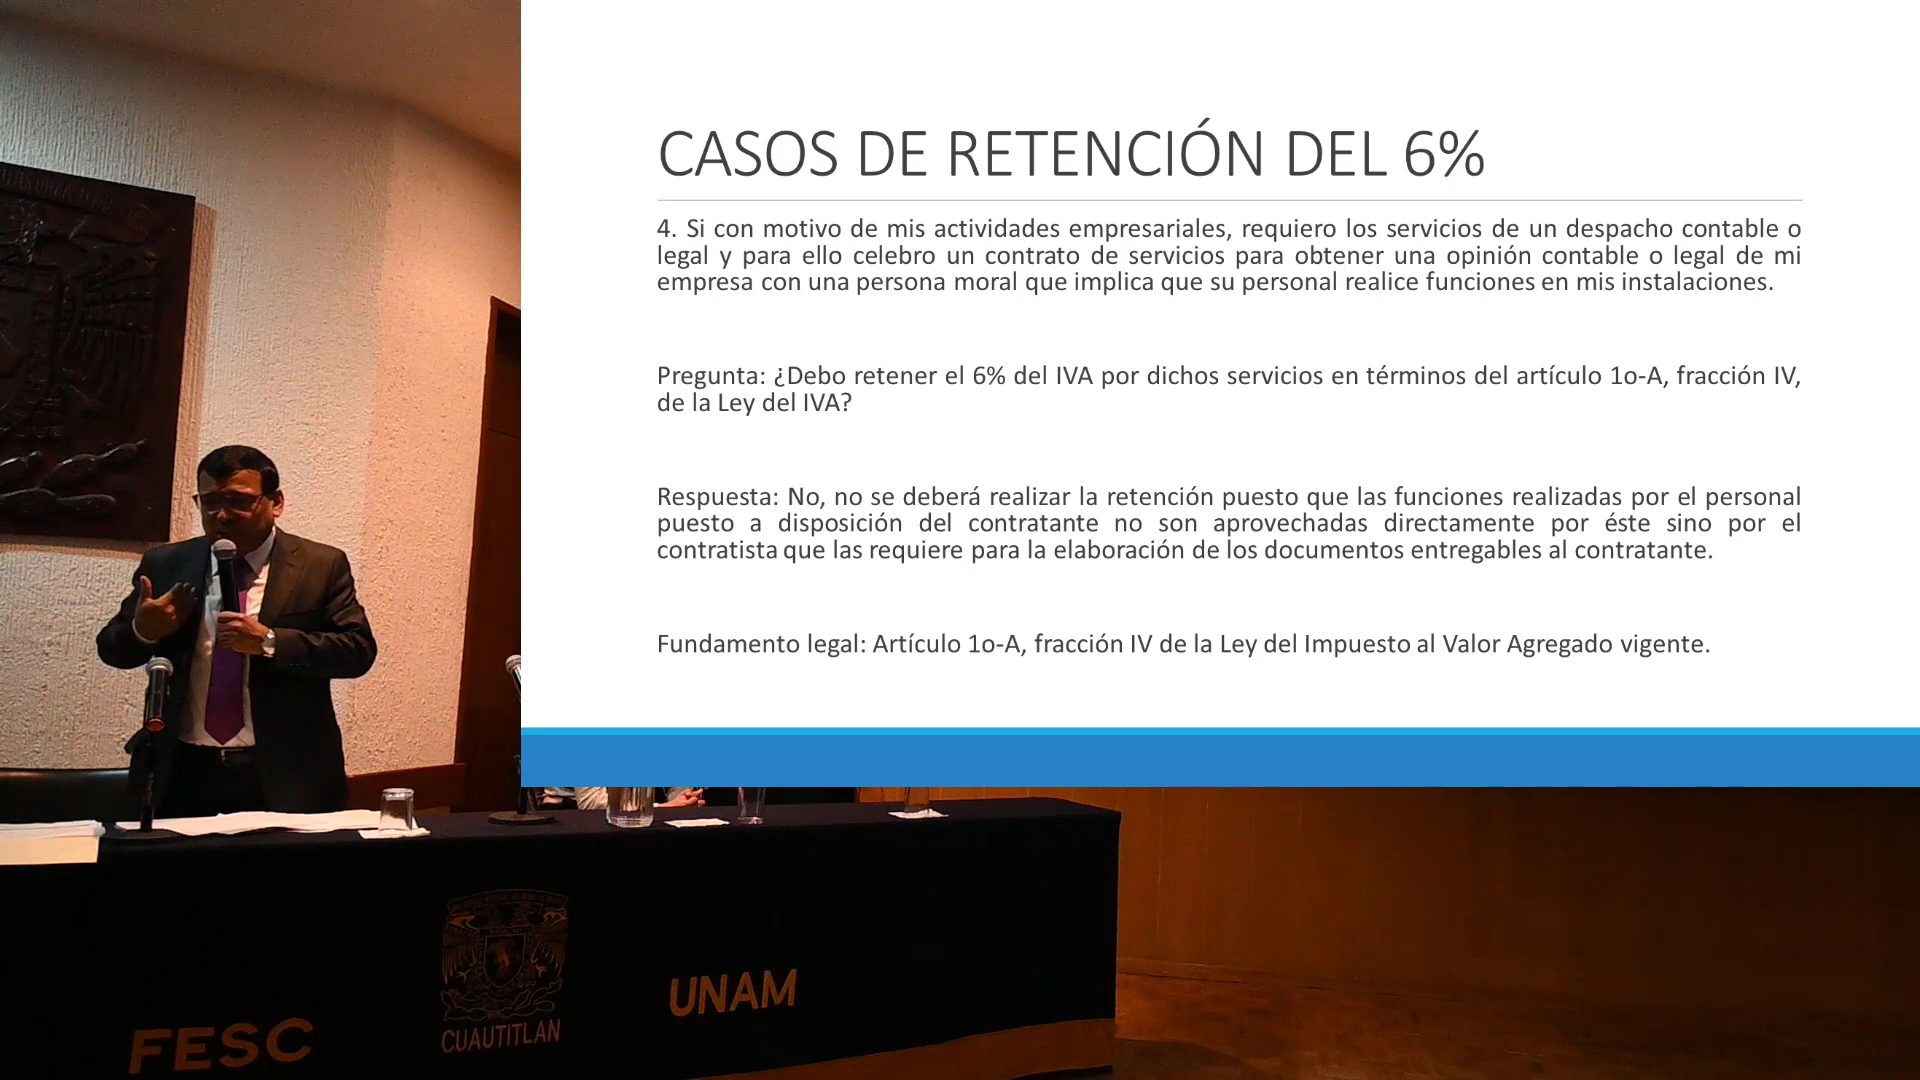 CASOS DE RETENCIÓN DEL 6%
4. Si con motivo de mis actividades empresariales, requiero los servicios de un despacho contable o
legal y para ello celebro un contrato de servicios para obtener una opinión contable o legal de mi
empresa con una persona moral que implica que su personal realice funciones en mis instalaciones.
Pregunta: ¿Debo retener el 6% del IVA por dichos servicios en términos del artículo 1o-A, fracción IV,
de la Ley del IVA?
Respuesta: No, no se deberá realizar la retención puesto que las funciones realizadas por el personal
puesto a disposición del contratante no son aprovechadas directamente por éste sino por el
contratista que las requiere para la elaboración de los documentos entregables al contratante.
Fundamento legal: Artículo 1o-A, fracción IV de la Ley del Impuesto al Valor Agregado vigente.
FESC
CUAUTITLAN
UNAM